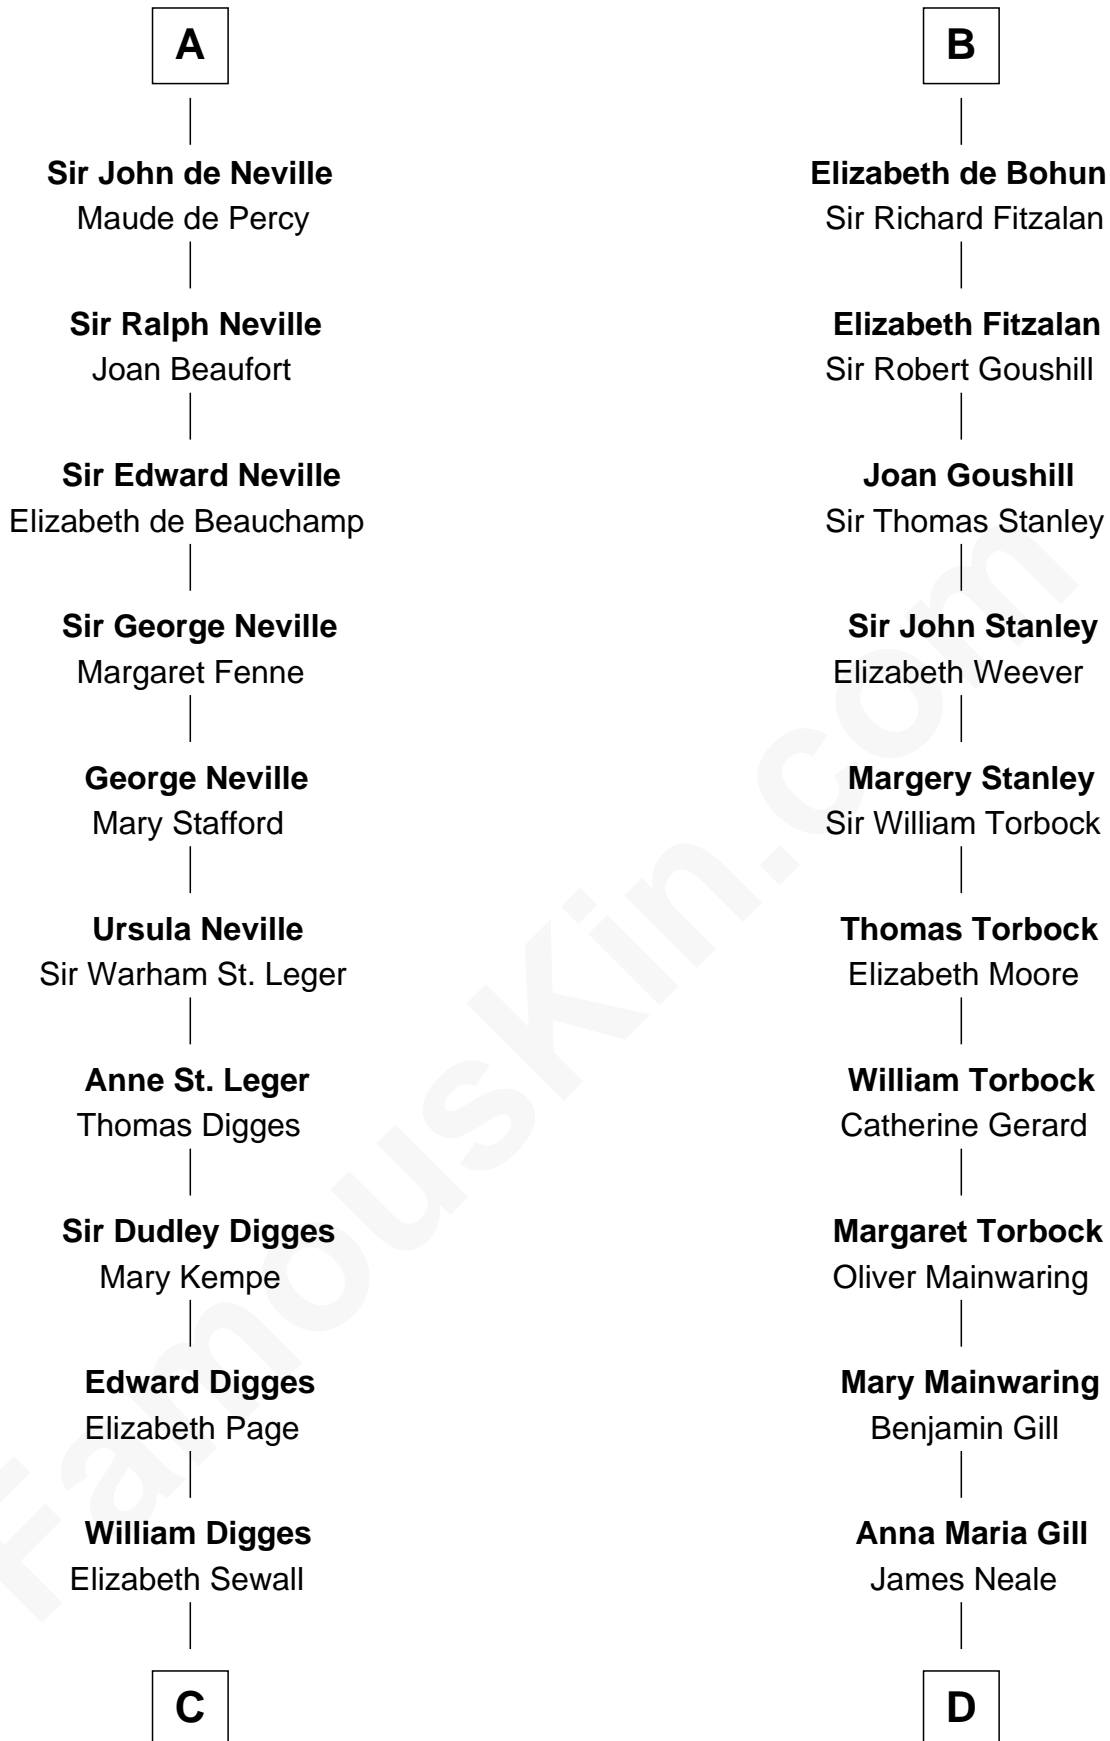 A
Sir John de Neville
Maude de Percy
Sir Ralph Neville
Joan Beaufort
Sir Edward Neville
Elizabeth de Beauchamp
Sir George Neville
Margaret Fenne
George Neville
Mary Stafford
Ursula Neville
Sir Warham St. Leger
Anne St. Leger
Thomas Digges
Sir Dudley Digges
Mary Kempe
Edward Digges
Elizabeth Page
William Digges
Elizabeth Sewall
C
B
Elizabeth de Bohun
Sir Richard Fitzalan
Elizabeth Fitzalan
Sir Robert Goushill
Joan Goushill
Sir Thomas Stanley
Sir John Stanley
Elizabeth Weever
Margery Stanley
Sir William Torbock
Thomas Torbock
Elizabeth Moore
William Torbock
Catherine Gerard
Margaret Torbock
Oliver Mainwaring
Mary Mainwaring
Benjamin Gill
Anna Maria Gill
James Neale
D
FamousKin.com